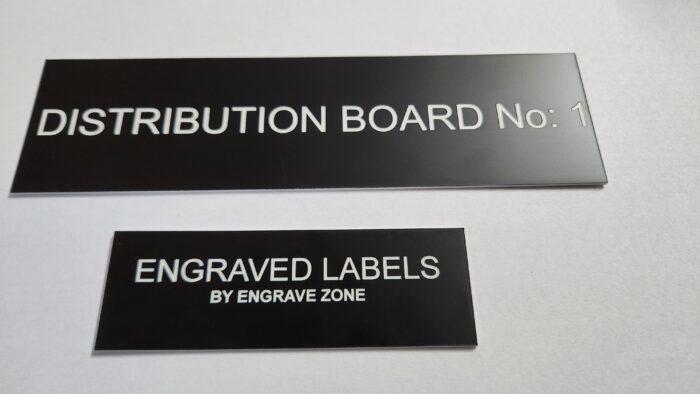 DISTRIBUTION BOARD No: 1
ENGRAVED LABELS
BY ENGRAVE ZONE